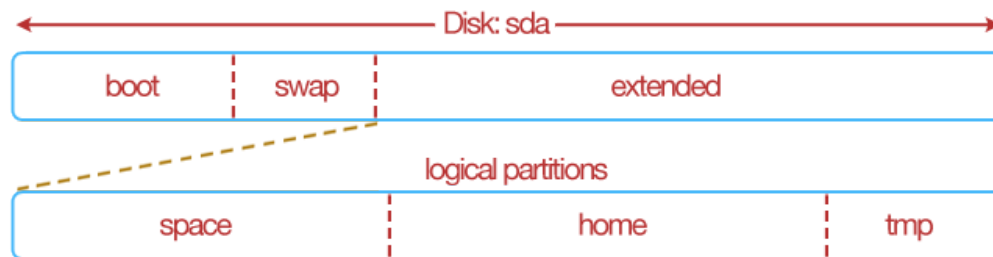 Disk: sda
boot swap extended
logical partitions
space home tmp